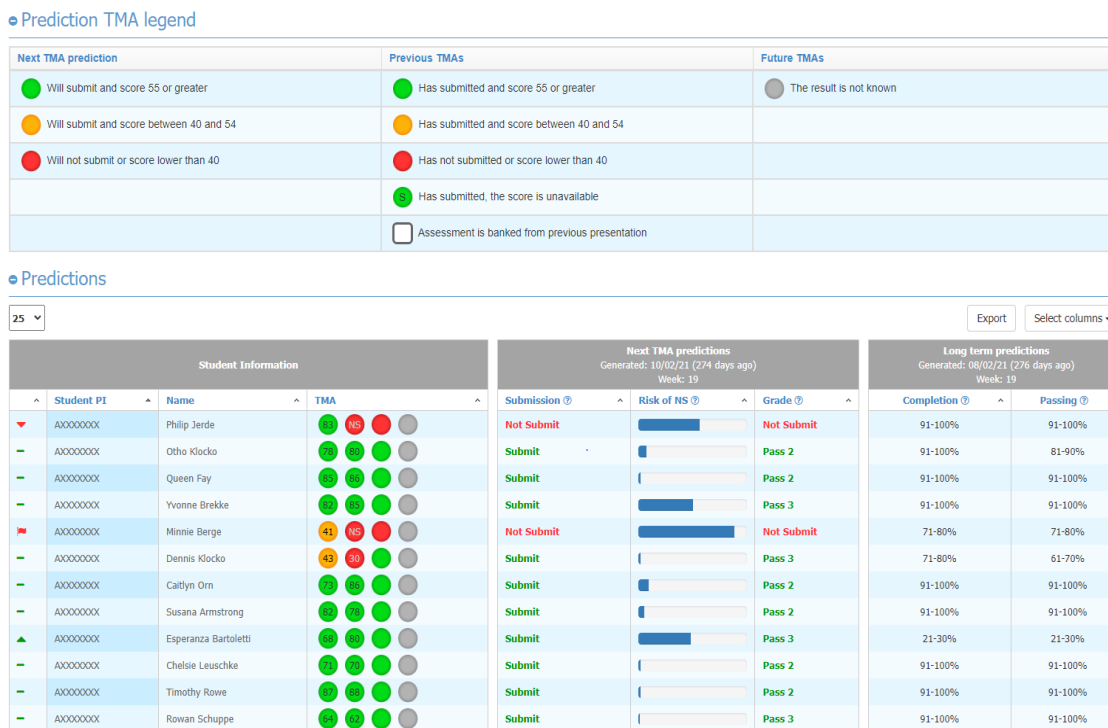 Prediction TMA legend
Next TMA prediction Previous TMAs Future TMAs
Will submit and score 55 or greater Has submitted and score 55 or greater The result is not known
Will submit and score between 40 and 54 Has submitted and score between 40 and 54
Will not submit or score lower than 40 Has not submitted or score lower than 40
S Has submitted, the score is unavailable
Assessment is banked from previous presentation
Predictions
25 Export Select columns
Student Information Next TMA predictions Long term predictions
Generated: 10/02/21 (274 days ago) Generated: 08/02/21 (276 days ago)
Week: 19 Week: 19
Student PI Name TMA Submission ? Risk of NS ? Grade ? Completion ? Passing ?
AXXXXXXX Philip Jerde 83 NS Not Submit Not Submit 91-100% 91-100%
AXXXXXXX Otho Klocko 78 80 Submit Pass 2 91-100% 81-90%
AXXXXXXX Queen Fay 85 86 Submit Pass 2 91-100% 91-100%
AXXXXXXX Yvonne Brekke 82 85 Submit Pass 3 91-100% 91-100%
AXXXXXXX Minnie Berge 41 NS Not Submit Not Submit 71-80% 71-80%
AXXXXXXX Dennis Klocko 43 30 Submit Pass 3 71-80% 61-70%
AXXXXXXX Caitlyn Orn 73 86 Submit Pass 2 91-100% 91-100%
AXXXXXXX Susana Armstrong 82 78 Submit Pass 2 91-100% 91-100%
AXXXXXXX Esperanza Bartoletti 68 80 Submit Pass 3 21-30% 21-30%
AXXXXXXX Chelsie Leuschke 71 70 Submit Pass 2 91-100% 91-100%
AXXXXXXX Timothy Rowe 87 88 Submit Pass 2 91-100% 91-100%
AXXXXXXX Rowan Schuppe 64 62 Submit Pass 3 91-100% 91-100%